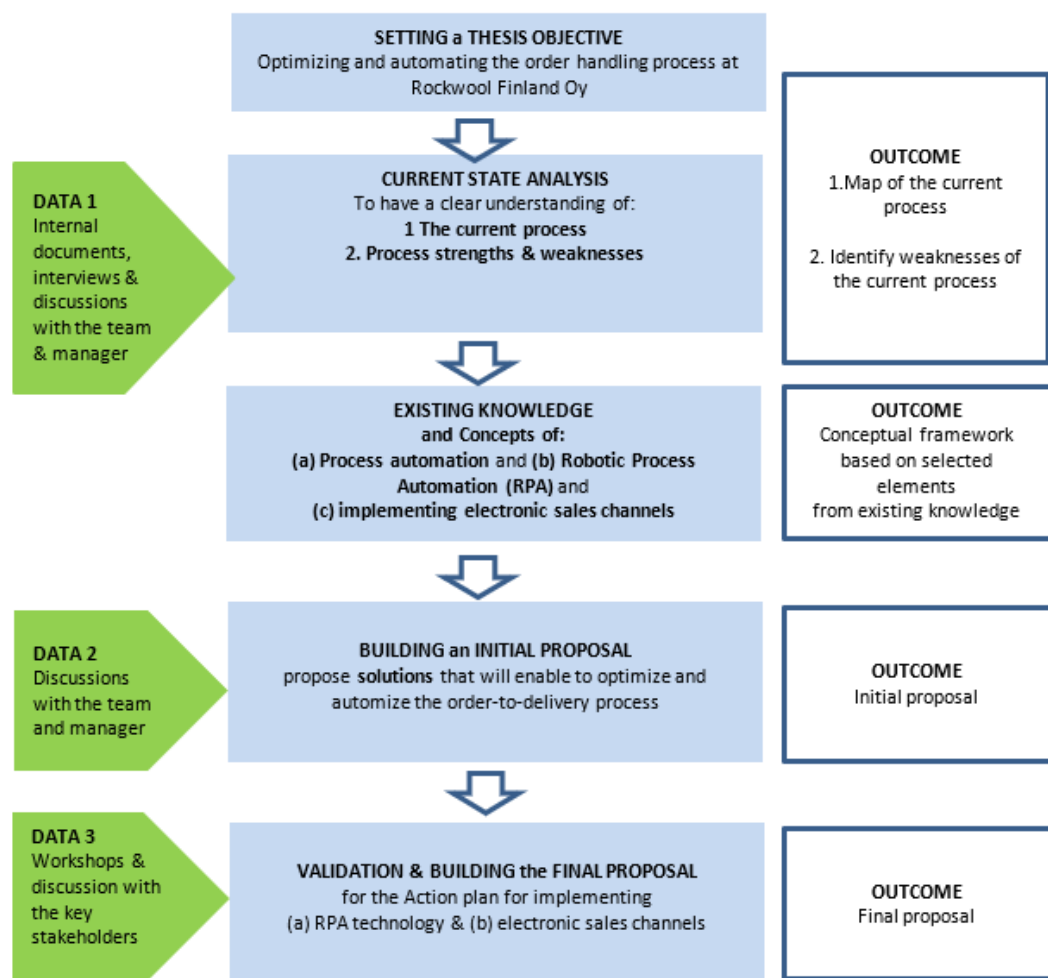 SETTING a THESIS OBJECTIVE
Optimizing and automating the order handling process at
Rockwool Finland Oy
DATA 1
Internal
documents,
interviews &
discussions
with the team
& manager
CURRENT STATE ANALYSIS
To have a clear understanding of:
1 The current process
2. Process strengths & weaknesses
OUTCOME
1.Map of the current
process
2. Identify weaknesses of
the current process
EXISTING KNOWLEDGE
and Concepts of:
(a) Process automation and (b) Robotic Process
Automation (RPA) and
(c) implementing electronic sales channels
OUTCOME
Conceptual framework
based on selected
elements
from existing knowledge
DATA 2
Discussions
with the team
and manager
BUILDING an INITIAL PROPOSAL
propose solutions that will enable to optimize and
automize the order-to-delivery process
OUTCOME
Initial proposal
DATA 3
Workshops &
discussion with
the key
stakeholders
VALIDATION & BUILDING the FINAL PROPOSAL
for the Action plan for implementing
(a) RPA technology & (b) electronic sales channels
OUTCOME
Final proposal